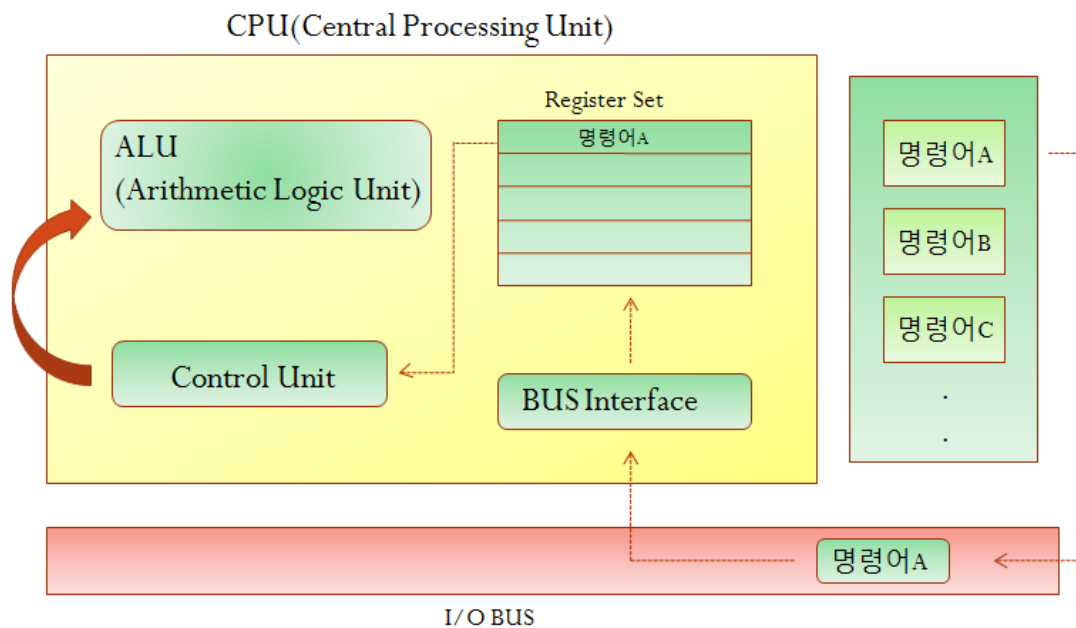 CPU(Central Processing Unit)
Register Set
명령어A
ALU
(Arithmetic Logic Unit)
Control Unit
BUS Interface
명령어A
명령어B
명령어C
.
.
명령어A
I/O BUS